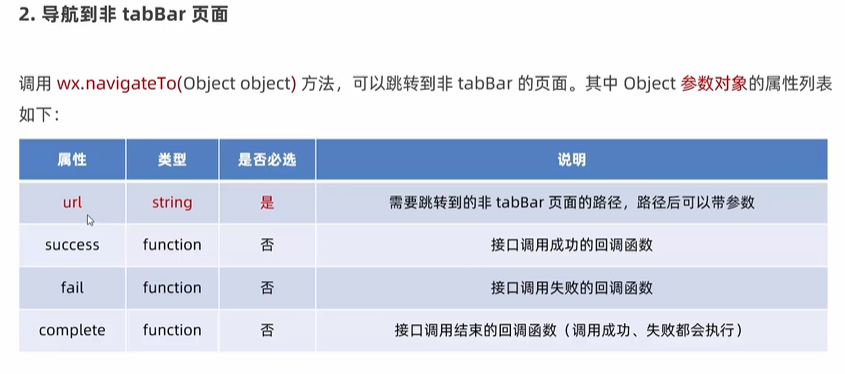 2. 导航到非 tabBar 页面
调用 wx.navigateTo(Object object) 方法，可以跳转到非 tabBar 的页面。其中 Object 参数对象的属性列表
如下：
属性 类型 是否必选 说明
url string 是 需要跳转到的非 tabBar 页面的路径，路径后可以带参数
success function 否 接口调用成功的回调函数
fail function 否 接口调用失败的回调函数
complete function 否 接口调用结束的回调函数（调用成功、失败都会执行）